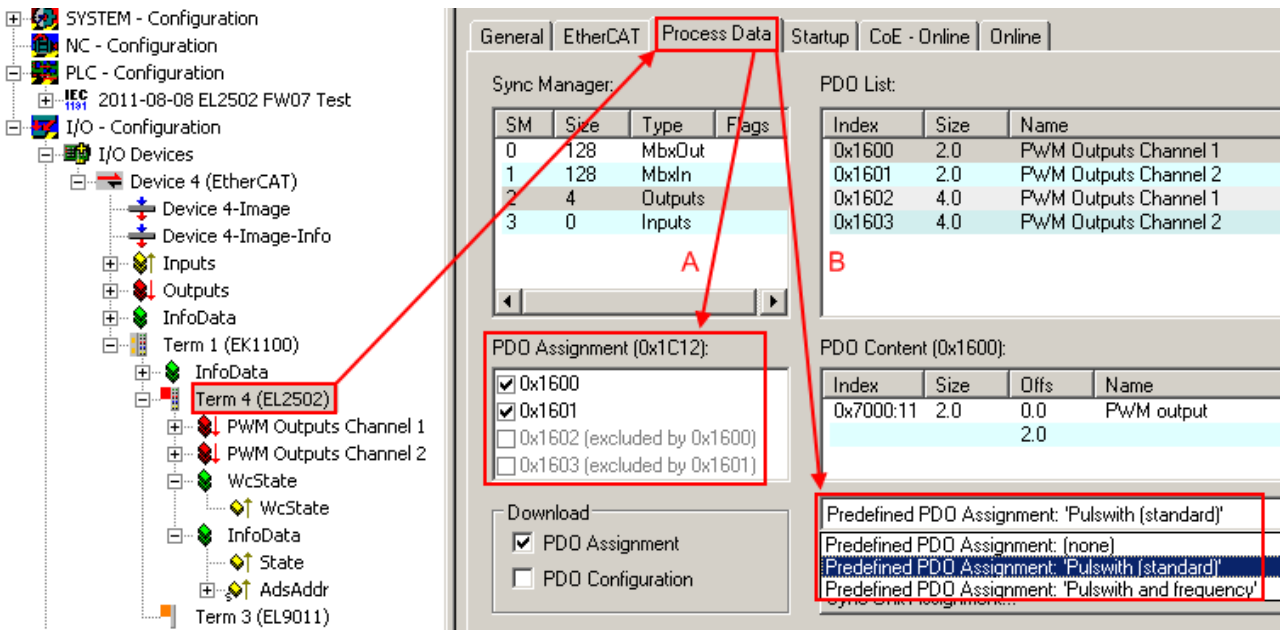 SYSTEM - Configuration
NC - Configuration
PLC - Configuration
IEC 1131 2011-08-08 EL2502 FW07 Test
I/O - Configuration
I/O Devices
Device 4 (EtherCAT)
Device 4-Image
Device 4-Image-Info
Inputs
Outputs
InfoData
Term 1 (EK1100)
InfoData
Term 4 (EL2502)
PWM Outputs Channel 1
PWM Outputs Channel 2
WcState
WcState
InfoData
State
AdsAddr
Term 3 (EL9011)
General EtherCAT Process Data Startup CoE - Online Online
Sync Manager:
SM Size Type Flags
0 128 MbxOut
1 128 MbxIn
2 4 Outputs
3 0 Inputs
A
PDO List:
Index Size Name
0x1600 2.0 PWM Outputs Channel 1
0x1601 2.0 PWM Outputs Channel 2
0x1602 4.0 PWM Outputs Channel 1
0x1603 4.0 PWM Outputs Channel 2
B
PDO Assignment (0x1C12):
0x1600
0x1601
0x1602 (excluded by 0x1600)
0x1603 (excluded by 0x1601)
PDO Content (0x1600):
Index Size Offs Name
0x7000:11 2.0 0.0 PWM output
2.0
Download
PDO Assignment
PDO Configuration
Predefined PDO Assignment: 'Pulswith (standard)'
Predefined PDO Assignment: (none)
Predefined PDO Assignment: 'Pulswith (standard)'
Predefined PDO Assignment: 'Pulswith and frequency'
Sync Unit Assignment...